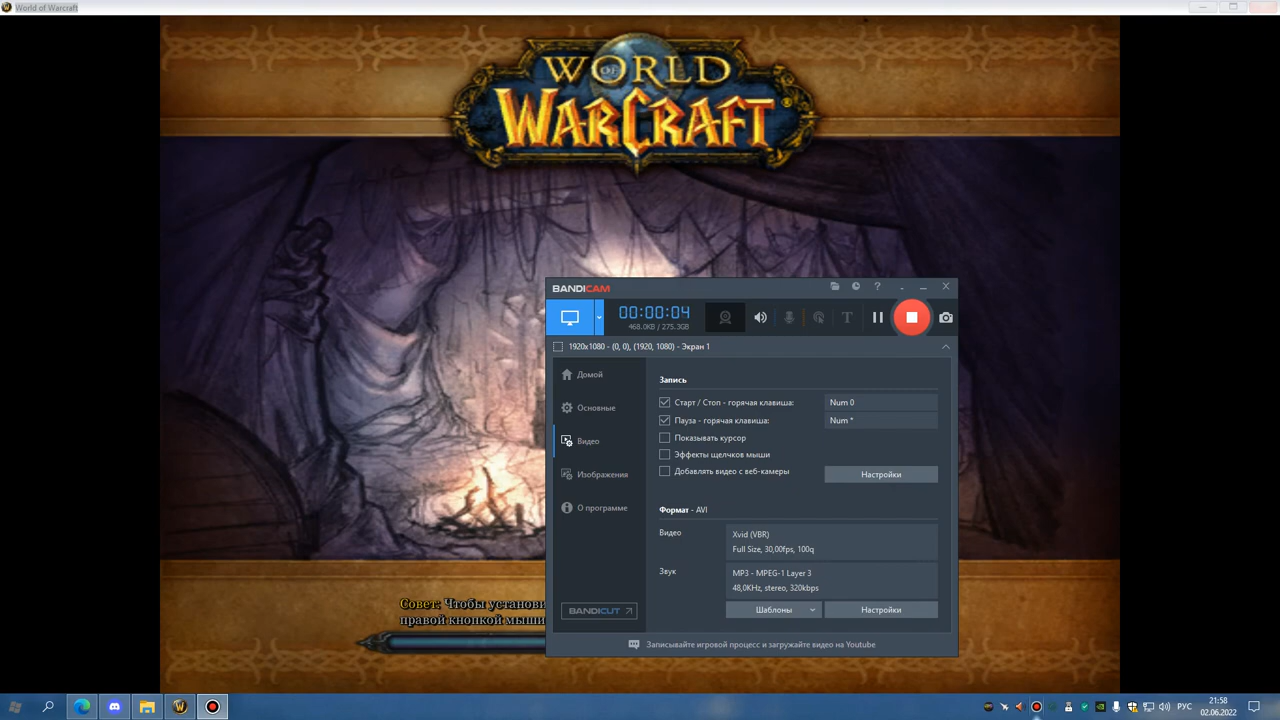 World of Warcraft
WORLD
OF
WARCRAFT®
BANDICAM
?
00:00:04
468.0KB / 275.3GB
1920x1080 - (0, 0), (1920, 1080) - Экран 1
Домой
Основные
Видео
Изображения
О программе
BANDICUT
Запись
Старт / Стоп - горячая клавиша:
Num 0
Пауза - горячая клавиша:
Num *
Показывать курсор
Эффекты щелчков мыши
Добавлять видео с веб-камеры
Настройки
Формат - AVI
Видео
Xvid (VBR)
Full Size, 30,00fps, 100q
Звук
MP3 - MPEG-1 Layer 3
48,0KHz, stereo, 320kbps
Шаблоны
Настройки
Записывайте игровой процесс и загружайте видео на Youtube
Совет: Чтобы установи
правой кнопкой мыши
РУС
21:58
02.06.2022